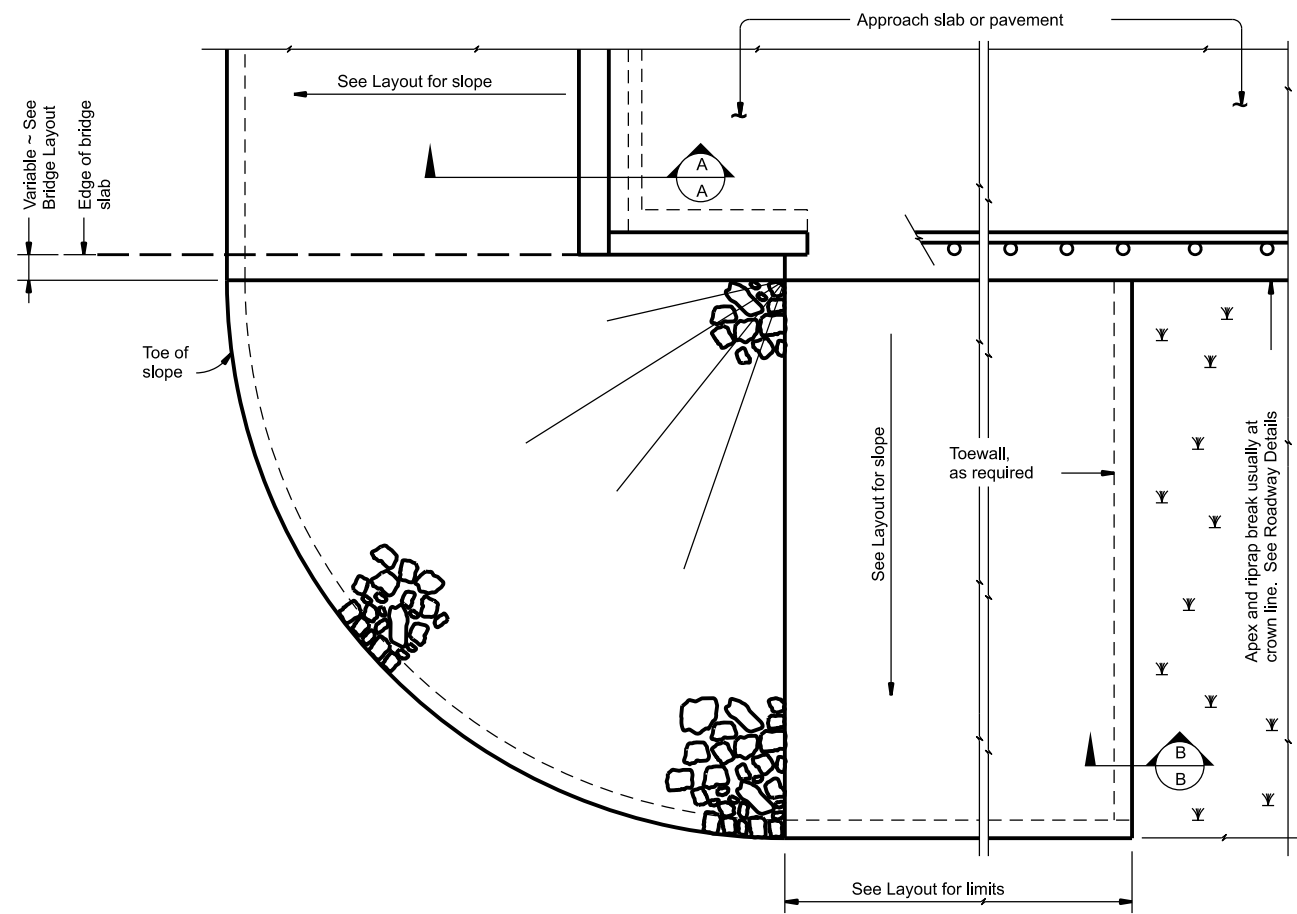 Approach slab or pavement
See Layout for slope
Variable ~ See
Bridge Layout
Edge of bridge
slab
A
A
Toe of
slope
See Layout for slope
Toewall,
as required
Apex and riprap break usually at
crown line. See Roadway Details
B
B
See Layout for limits